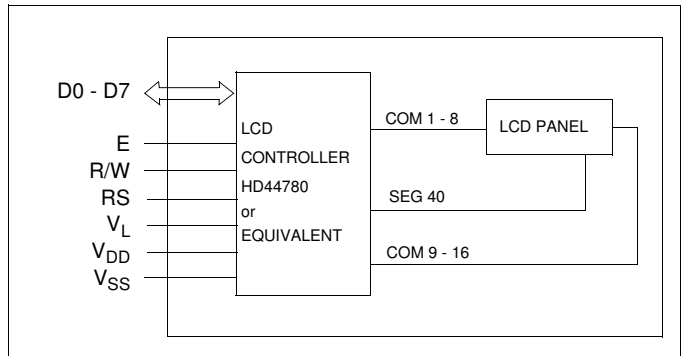 D0 - D7
E
R/W
RS
VL
VDD
VSS
LCD
CONTROLLER
HD44780
or
EQUIVALENT
COM 1 - 8
SEG 40
COM 9 - 16
LCD PANEL